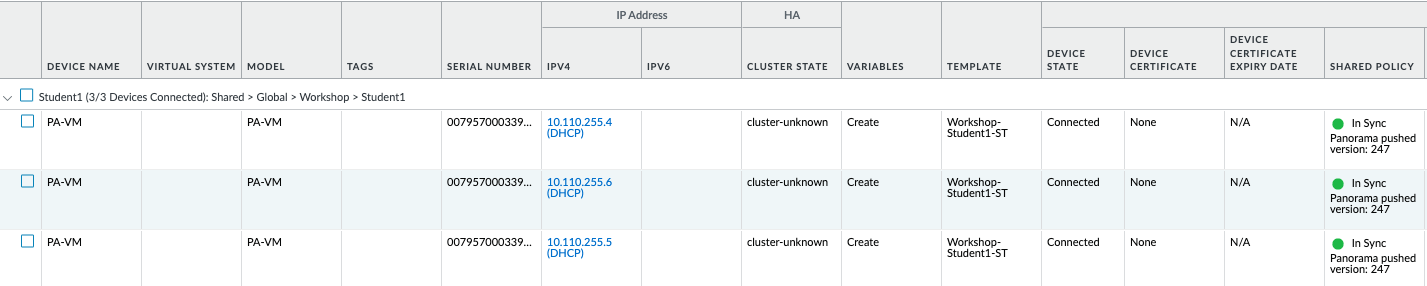 IP Address HA
DEVICE NAME VIRTUAL SYSTEM MODEL TAGS SERIAL NUMBER IPV4 IPV6 CLUSTER STATE VARIABLES TEMPLATE DEVICE STATE DEVICE CERTIFICATE DEVICE CERTIFICATE EXPIRY DATE SHARED POLICY
Student1 (3/3 Devices Connected): Shared > Global > Workshop > Student1
PA-VM PA-VM 007957000339... 10.110.255.4 cluster-unknown Create Workshop- Connected None N/A In Sync
(DHCP) Student1-ST Panorama pushed
version: 247
PA-VM PA-VM 007957000339... 10.110.255.6 cluster-unknown Create Workshop- Connected None N/A In Sync
(DHCP) Student1-ST Panorama pushed
version: 247
PA-VM PA-VM 007957000339... 10.110.255.5 cluster-unknown Create Workshop- Connected None N/A In Sync
(DHCP) Student1-ST Panorama pushed
version: 247